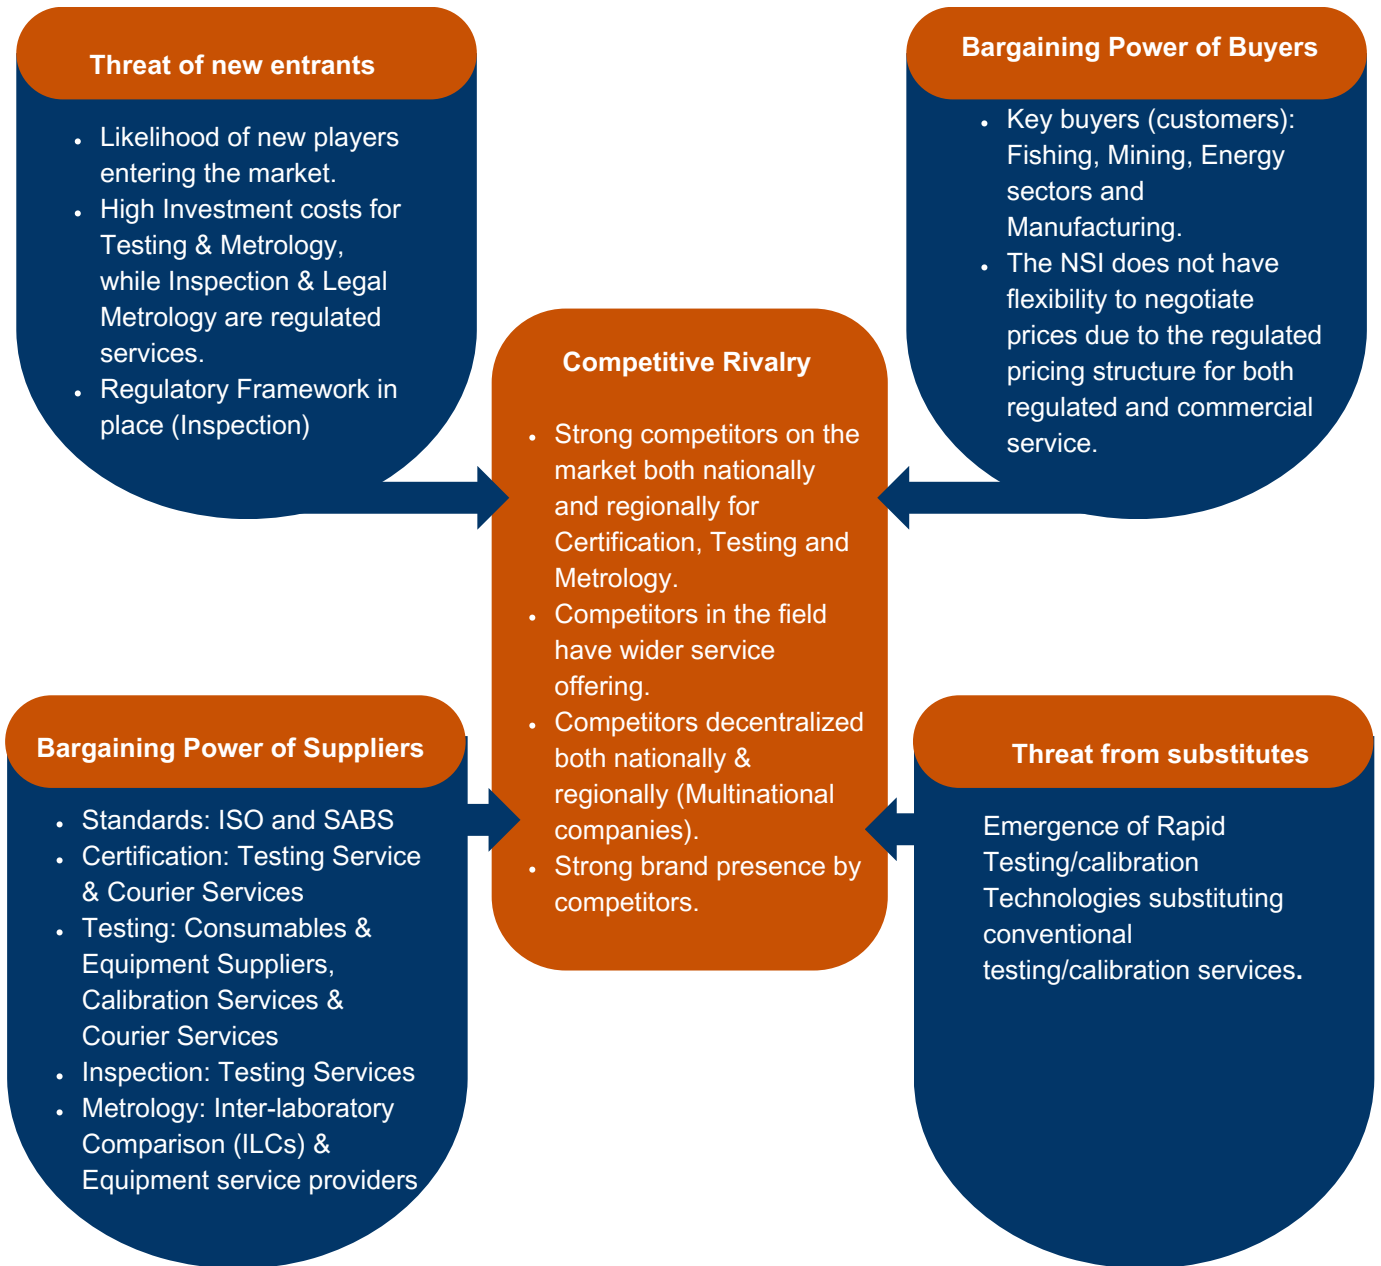 Threat of new entrants
• Likelihood of new players
entering the market.
• High Investment costs for
Testing & Metrology,
while Inspection & Legal
Metrology are regulated
services.
• Regulatory Framework in
place (Inspection)
Bargaining Power of Buyers
• Key buyers (customers):
Fishing, Mining, Energy
sectors and
Manufacturing.
• The NSI does not have
flexibility to negotiate
prices due to the regulated
pricing structure for both
regulated and commercial
service.
Competitive Rivalry
• Strong competitors on the
market both nationally
and regionally for
Certification, Testing and
Metrology.
• Competitors in the field
have wider service
offering.
• Competitors decentralized
both nationally &
regionally (Multinational
companies).
• Strong brand presence by
competitors.
Bargaining Power of Suppliers
• Standards: ISO and SABS
• Certification: Testing Service
& Courier Services
• Testing: Consumables &
Equipment Suppliers,
Calibration Services &
Courier Services
• Inspection: Testing Services
• Metrology: Inter-laboratory
Comparison (ILCs) &
Equipment service providers
Threat from substitutes
Emergence of Rapid
Testing/calibration
Technologies substituting
conventional
testing/calibration services.